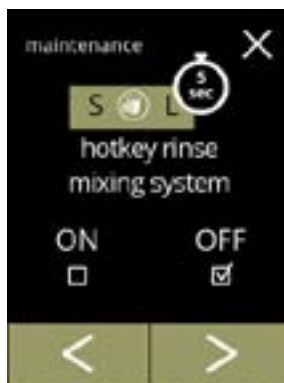 maintenance
5
sec
S L
hotkey rinse
mixing system
ON OFF